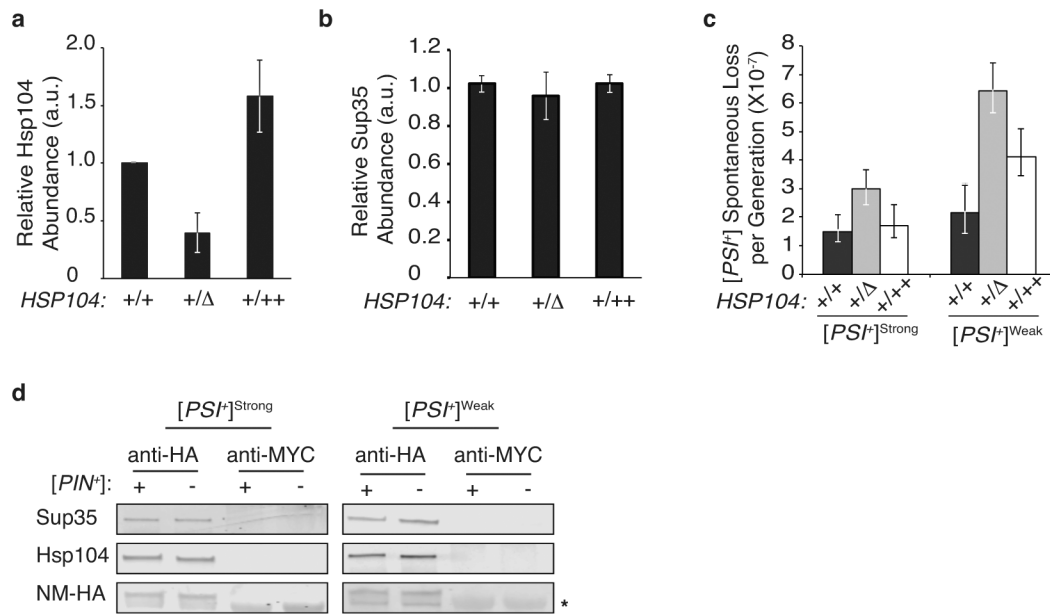 a
Relative Hsp104
Abundance (a.u.)
2.0
1.5
1.0
0.5
0
HSP104: +/+ +/Δ +/++
b
Relative Sup35
Abundance (a.u.)
1.2
1.0
0.8
0.6
0.4
0.2
0
HSP104: +/+ +/Δ +/++
c
[PSI+] Spontaneous Loss
per Generation (X10-7)
8
7
6
5
4
3
2
1
0
HSP104: +/+ +/Δ +/++ +/+ +/Δ +/++
[PSI+]Strong [PSI+]Weak
d
[PSI+]Strong [PSI+]Weak
anti-HA anti-MYC anti-HA anti-MYC
[PIN+]: + - + - + - + -
Sup35
Hsp104
NM-HA *